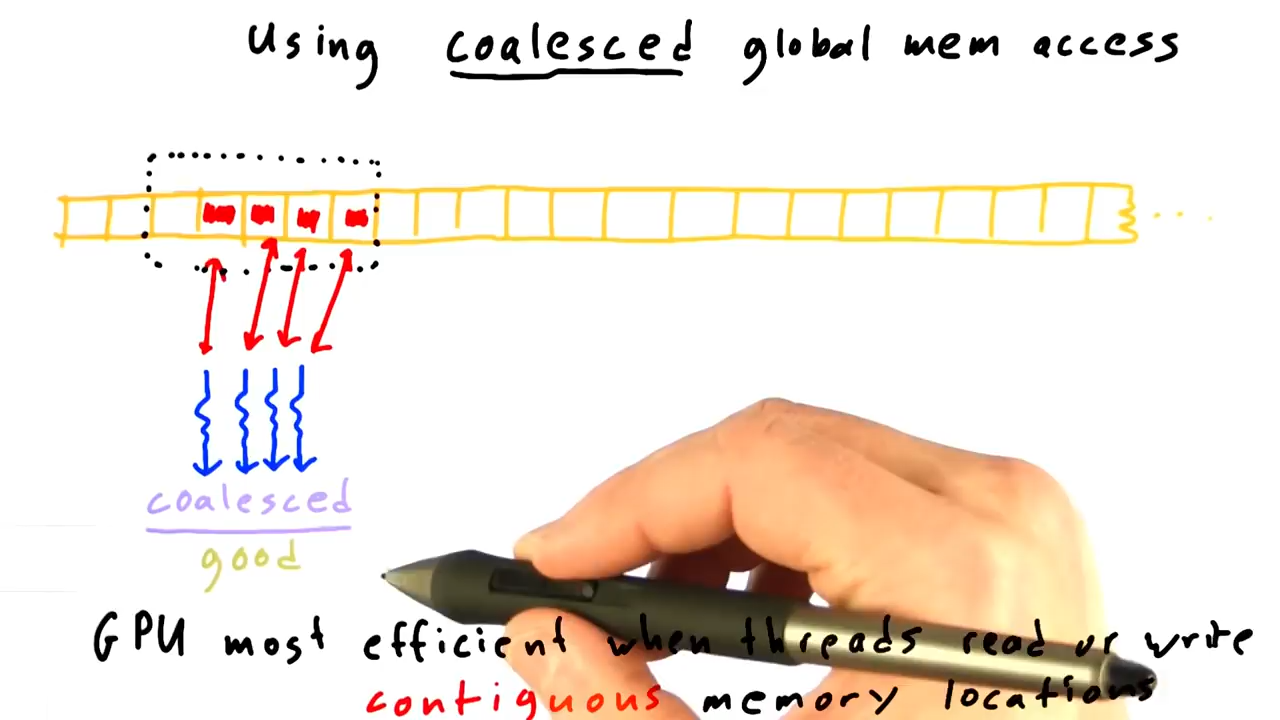 Using coalesced global mem access
coalesced
good
GPU most efficient when threads read or write
contiguous memory locations